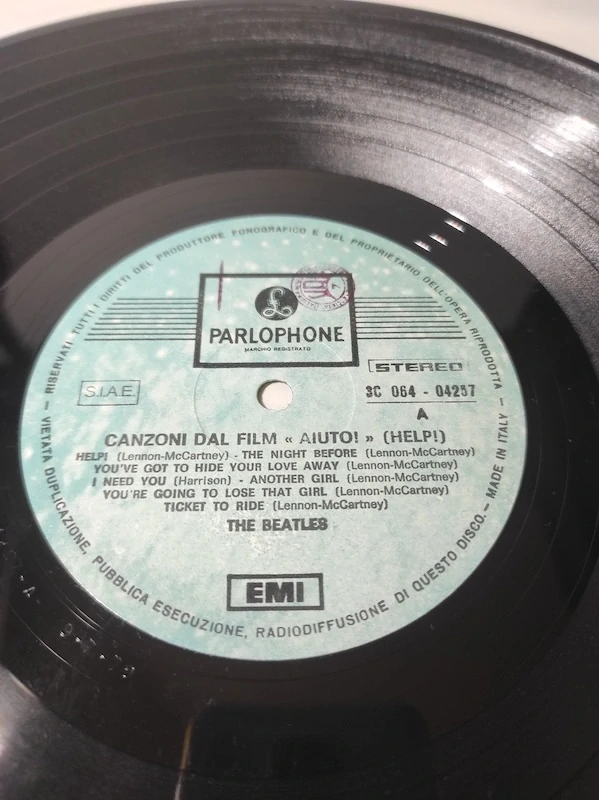 RISERVATI TUTTI I DIRITTI DEL PRODUTTORE FONOGRAFICO E DEL PROPRIETARIO DELL'OPERA RIPRODOTTA — MADE IN ITALY —
£
PARLOPHONE
MARCHIO REGISTRATO
STEREO
S.I.A.E.
3C 064 - 04257
A
CANZONI DAL FILM « AIUTO! » (HELP!)
HELP! (Lennon-McCartney) - THE NIGHT BEFORE (Lennon-McCartney)
YOU'VE GOT TO HIDE YOUR LOVE AWAY (Lennon-McCartney)
I NEED YOU (Harrison) - ANOTHER GIRL (Lennon-McCartney)
YOU'RE GOING TO LOSE THAT GIRL (Lennon-McCartney)
TICKET TO RIDE (Lennon-McCartney)
THE BEATLES
EMI
— VIETATA DUPLICAZIONE, PUBBLICA ESECUZIONE, RADIODIFFUSIONE DI QUESTO DISCO.